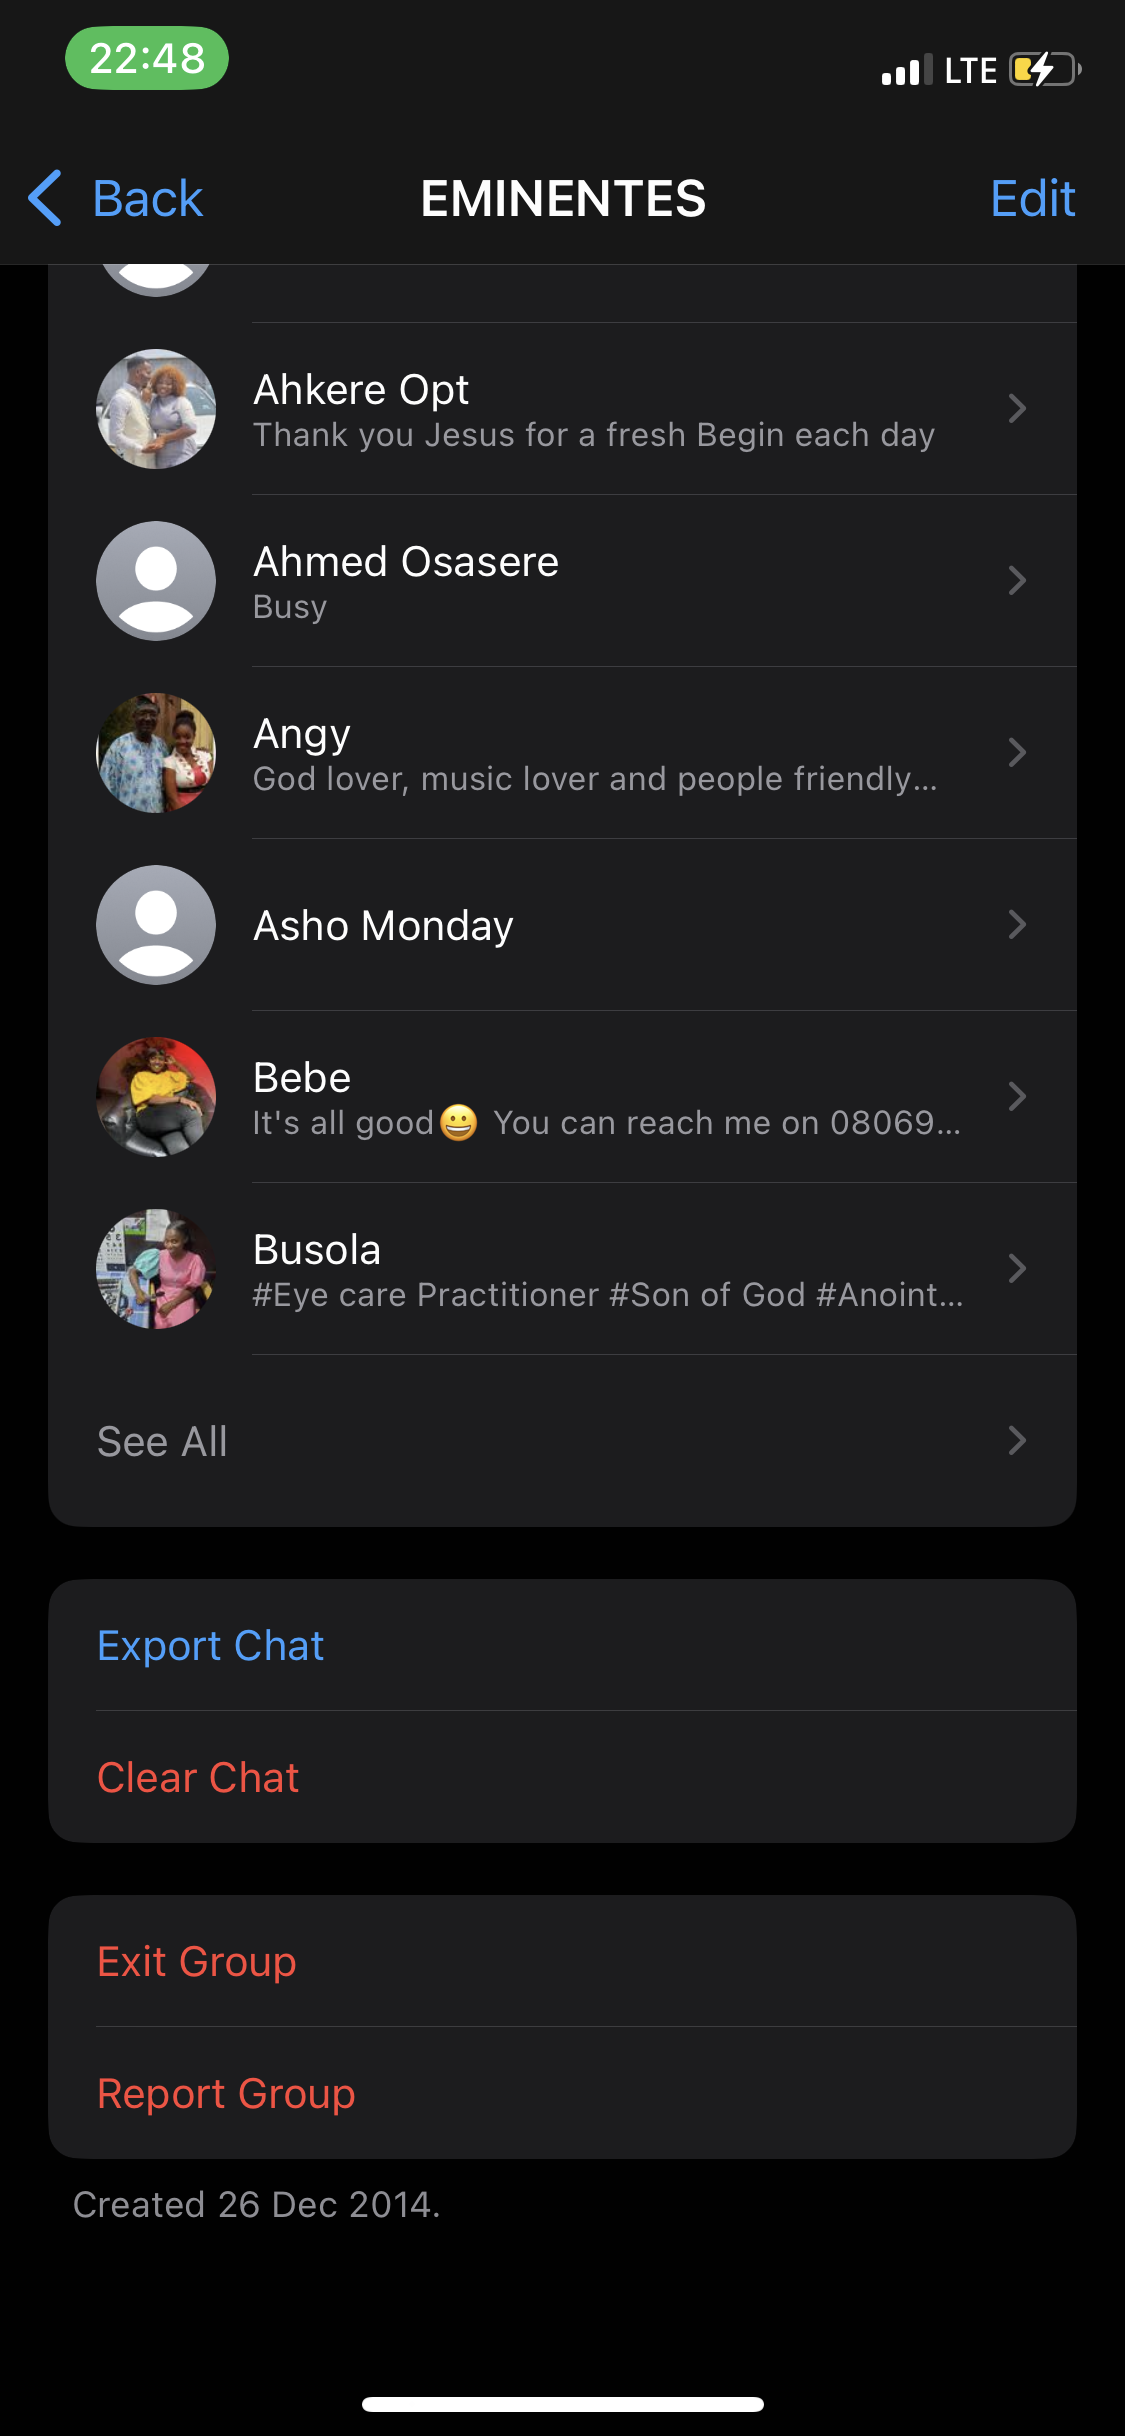 22:48
LTE
Back
EMINENTES
Edit
Ahkere Opt
Thank you Jesus for a fresh Begin each day
Ahmed Osasere
Busy
Angy
God lover, music lover and people friendly...
Asho Monday
Bebe
It's all good😀 You can reach me on 08069...
Busola
#Eye care Practitioner #Son of God #Anoint...
See All
Export Chat
Clear Chat
Exit Group
Report Group
Created 26 Dec 2014.